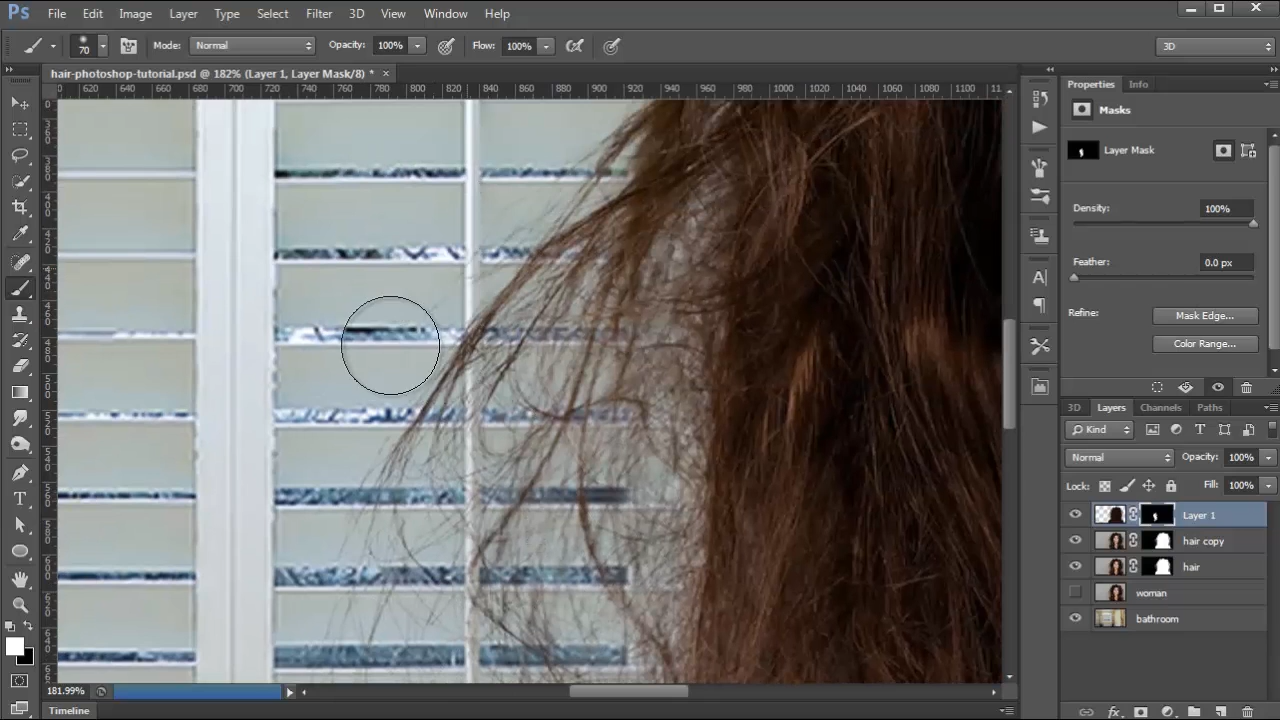 Ps File Edit Image Layer Type Select Filter 3D View Window Help
70 Mode: Normal Opacity: 100% Flow: 100% 3D
hair-photoshop-tutorial.psd @ 182% (Layer 1, Layer Mask/8) * ×
620 640 660 680 700 720 740 760 780 800 820 840 860 880 900 920 940 960 980 1000 1020 1040 1060 1080 1100
Properties Info
Masks
Layer Mask
Density: 100%
Feather: 0.0 px
Refine: Mask Edge...
Color Range...
3D Layers Channels Paths
Kind
Normal Opacity: 100%
Lock: Fill: 100%
Layer 1
hair copy
hair
woman
bathroom
181.99%
Timeline